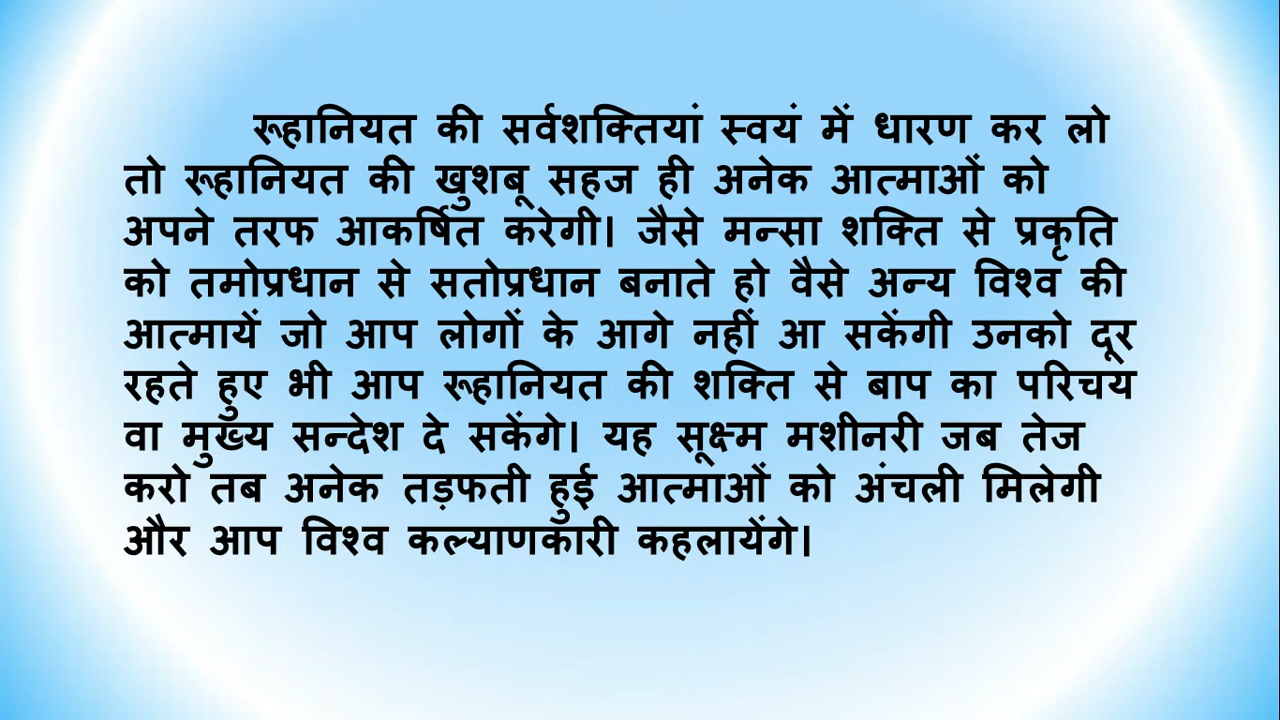 रूहानियत की सर्वशक्तियां स्वयं में धारण कर लो
तो रूहानियत की खुशबू सहज ही अनेक आत्माओं को
अपने तरफ आकर्षित करेगी। जैसे मन्सा शक्ति से प्रकृति
को तमोप्रधान से सतोप्रधान बनाते हो वैसे अन्य विश्व की
आत्मायें जो आप लोगों के आगे नहीं आ सकेंगी उनको दूर
रहते हुए भी आप रूहानियत की शक्ति से बाप का परिचय
वा मुख्य सन्देश दे सकेंगे। यह सूक्ष्म मशीनरी जब तेज
करो तब अनेक तड़फती हुई आत्माओं को अंचली मिलेगी
और आप विश्व कल्याणकारी कहलायेंगे।